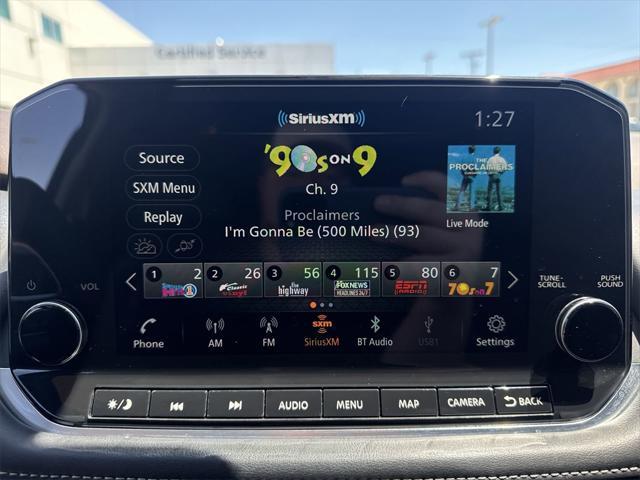 Certified Service
SiriusXM
1:27
Source
'90s ON 9
THE PROCLAIMERS
SXM Menu
Ch. 9
Replay
Proclaimers
Live Mode
I'm Gonna Be (500 Miles) (93)
1 2
2 26
3 56
4 115
5 80
6 7
1
Classic vinyl
the highway
FOX NEWS HEADLINES 24/7
ESPN RADIO
70s on 7
VOL
TUNE-SCROLL
PUSH SOUND
sxm
Phone
AM
FM
SiriusXM
BT Audio
USB1
Settings
AUDIO
MENU
MAP
CAMERA
BACK